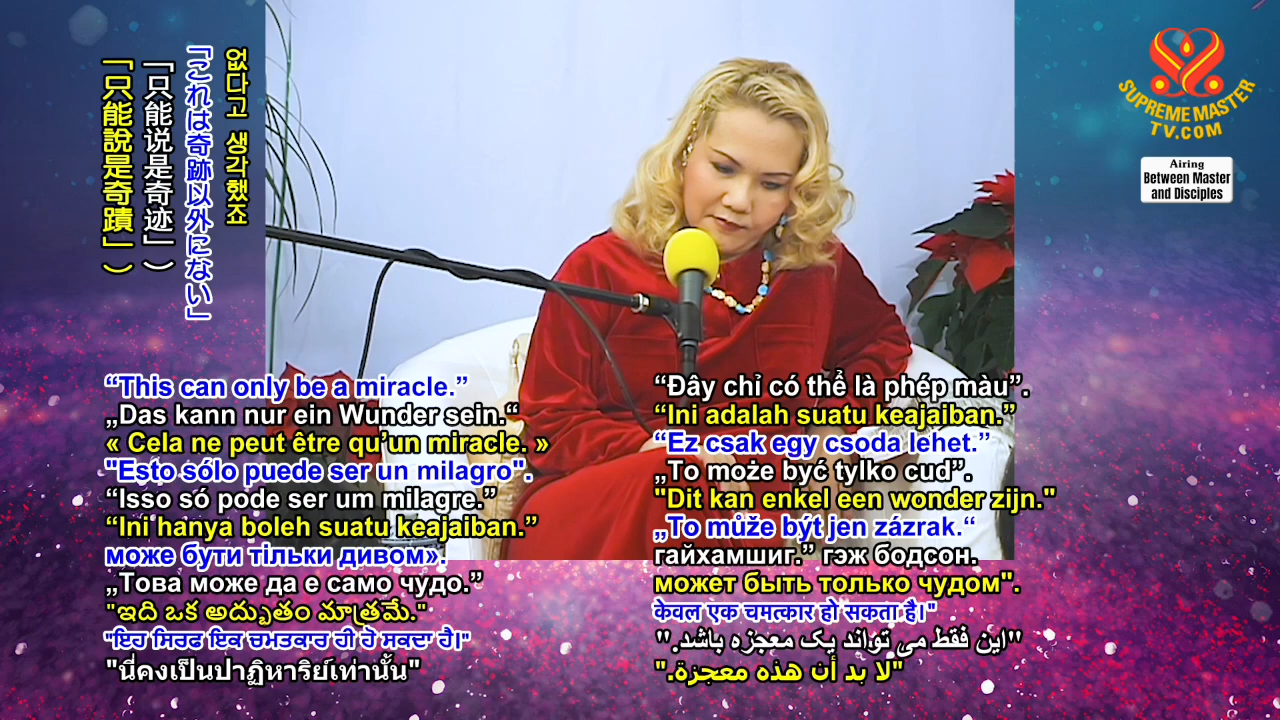 없다고 생각했죠
「これは奇跡以外にない」
「只能说是奇迹」)
「只能說是奇蹟」)
SUPREME MASTER
TV.COM
Airing
Between Master
and Disciples
“This can only be a miracle.”
„Das kann nur ein Wunder sein.“
« Cela ne peut être qu’un miracle. »
"Esto sólo puede ser un milagro".
“Isso só pode ser um milagre.”
“Ini hanya boleh suatu keajaiban.”
може бути тільки дивом».
„Това може да е само чудо.”
"ఇది ఒక అద్భుతం మాత్రమే."
"ਇਹ ਸਿਰਫ ਇਕ ਚਮਤਕਾਰ ਹੀ ਹੋ ਸਕਦਾ ਹੈ।"
"นี่คงเป็นปาฏิหาริย์เท่านั้น"
“Đây chỉ có thể là phép màu”.
“Ini adalah suatu keajaiban.”
“Ez csak egy csoda lehet.”
„To może być tylko cud”.
"Dit kan enkel een wonder zijn."
„To může být jen zázrak.“
гайхамшиг.” гэж бодсон.
может быть только чудом".
केवल एक चमत्कार हो सकता है।"
"این فقط می تواند یک معجزه باشد."
"لا بد أن هذه معجزة."